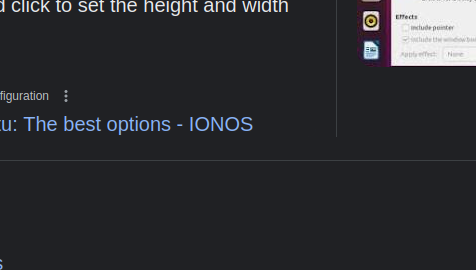 d click to set the height and width
figuration
tu: The best options - IONOS
s
Effects
Include pointer
Include the window bor
Apply effect: None